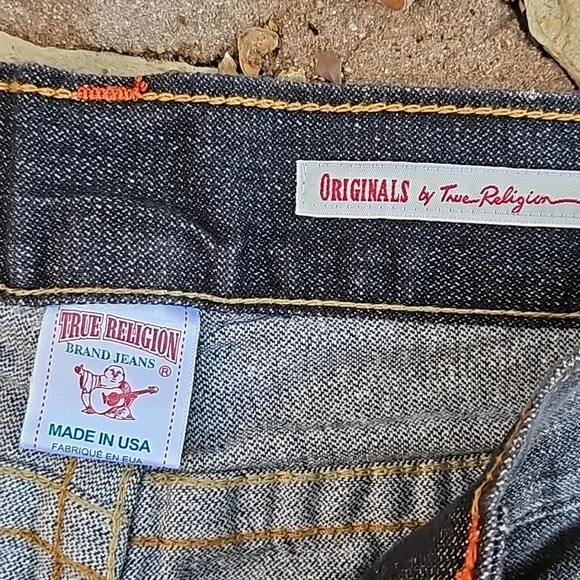 ORIGINALS by True Religion
TRUE RELIGION
BRAND JEANS ®
MADE IN USA
FABRIQUÉ EN EUA